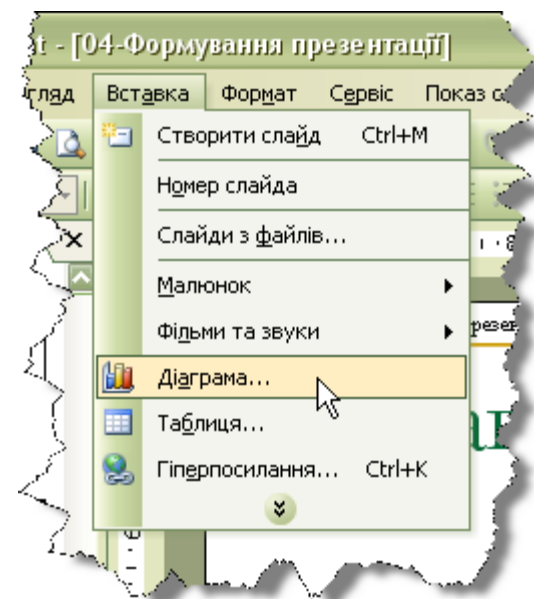 t - [04-Формування презентації]
гляд Вставка Формат Сервіс Показ с
Створити слайд Ctrl+M
Номер слайда
Слайди з файлів...
Малюнок
Фільми та звуки
Діаграма...
Таблиця...
Гіперпосилання... Ctrl+K